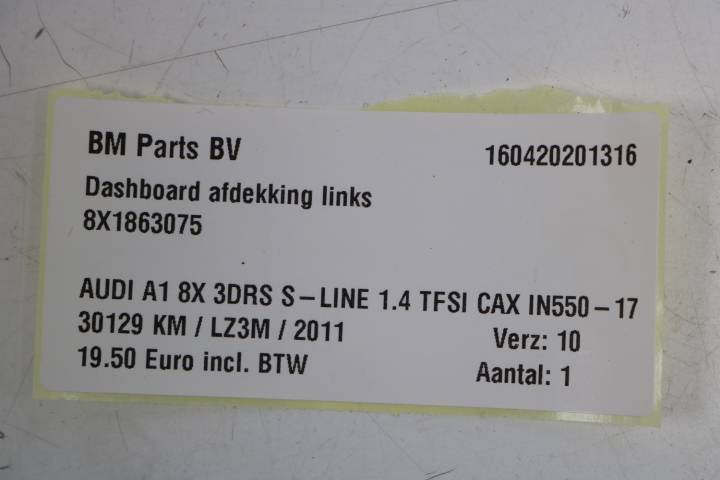 BM Parts BV 160420201316
Dashboard afdekking links
8X1863075
AUDI A1 8X 3DRS S-LINE 1.4 TFSI CAX IN550-17
30129 KM / LZ3M / 2011 Verz: 10
19.50 Euro incl. BTW Aantal: 1